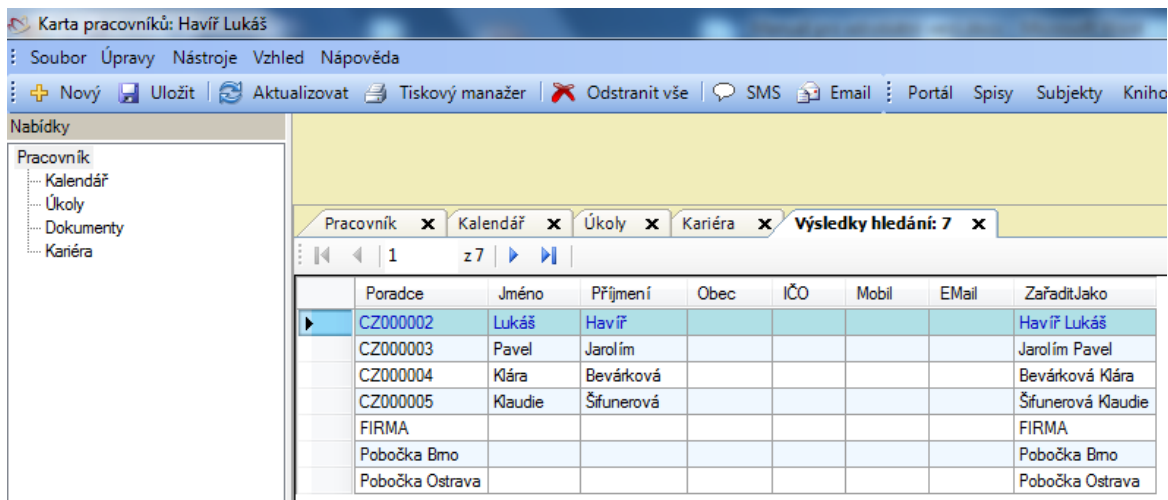 Karta pracovníků: Havíř Lukáš
Soubor Úpravy Nástroje Vzhled Nápověda
Nový Uložit Aktualizovat Tiskový manažer Odstranit vše SMS Email Portál Spisy Subjekty Kniho
Nabídky
Pracovník
Kalendář
Úkoly
Dokumenty
Kariéra
Pracovník Kalendář Úkoly Kariéra Výsledky hledání: 7
1 z 7
Poradce Jméno Příjmení Obec IČO Mobil EMail ZařaditJako
CZ000002 Lukáš Havíř Havíř Lukáš
CZ000003 Pavel Jarolím Jarolím Pavel
CZ000004 Klára Bevárková Bevárková Klára
CZ000005 Klaudie Šifunerová Šifunerová Klaudie
FIRMA FIRMA
Pobočka Brno Pobočka Brno
Pobočka Ostrava Pobočka Ostrava